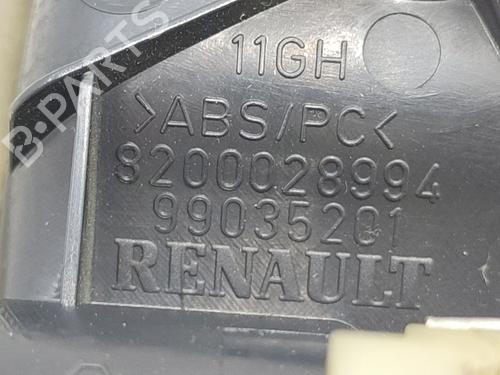 B-PARTS
11GH
>ABS/PC<
8200028994
99035201
RENAULT